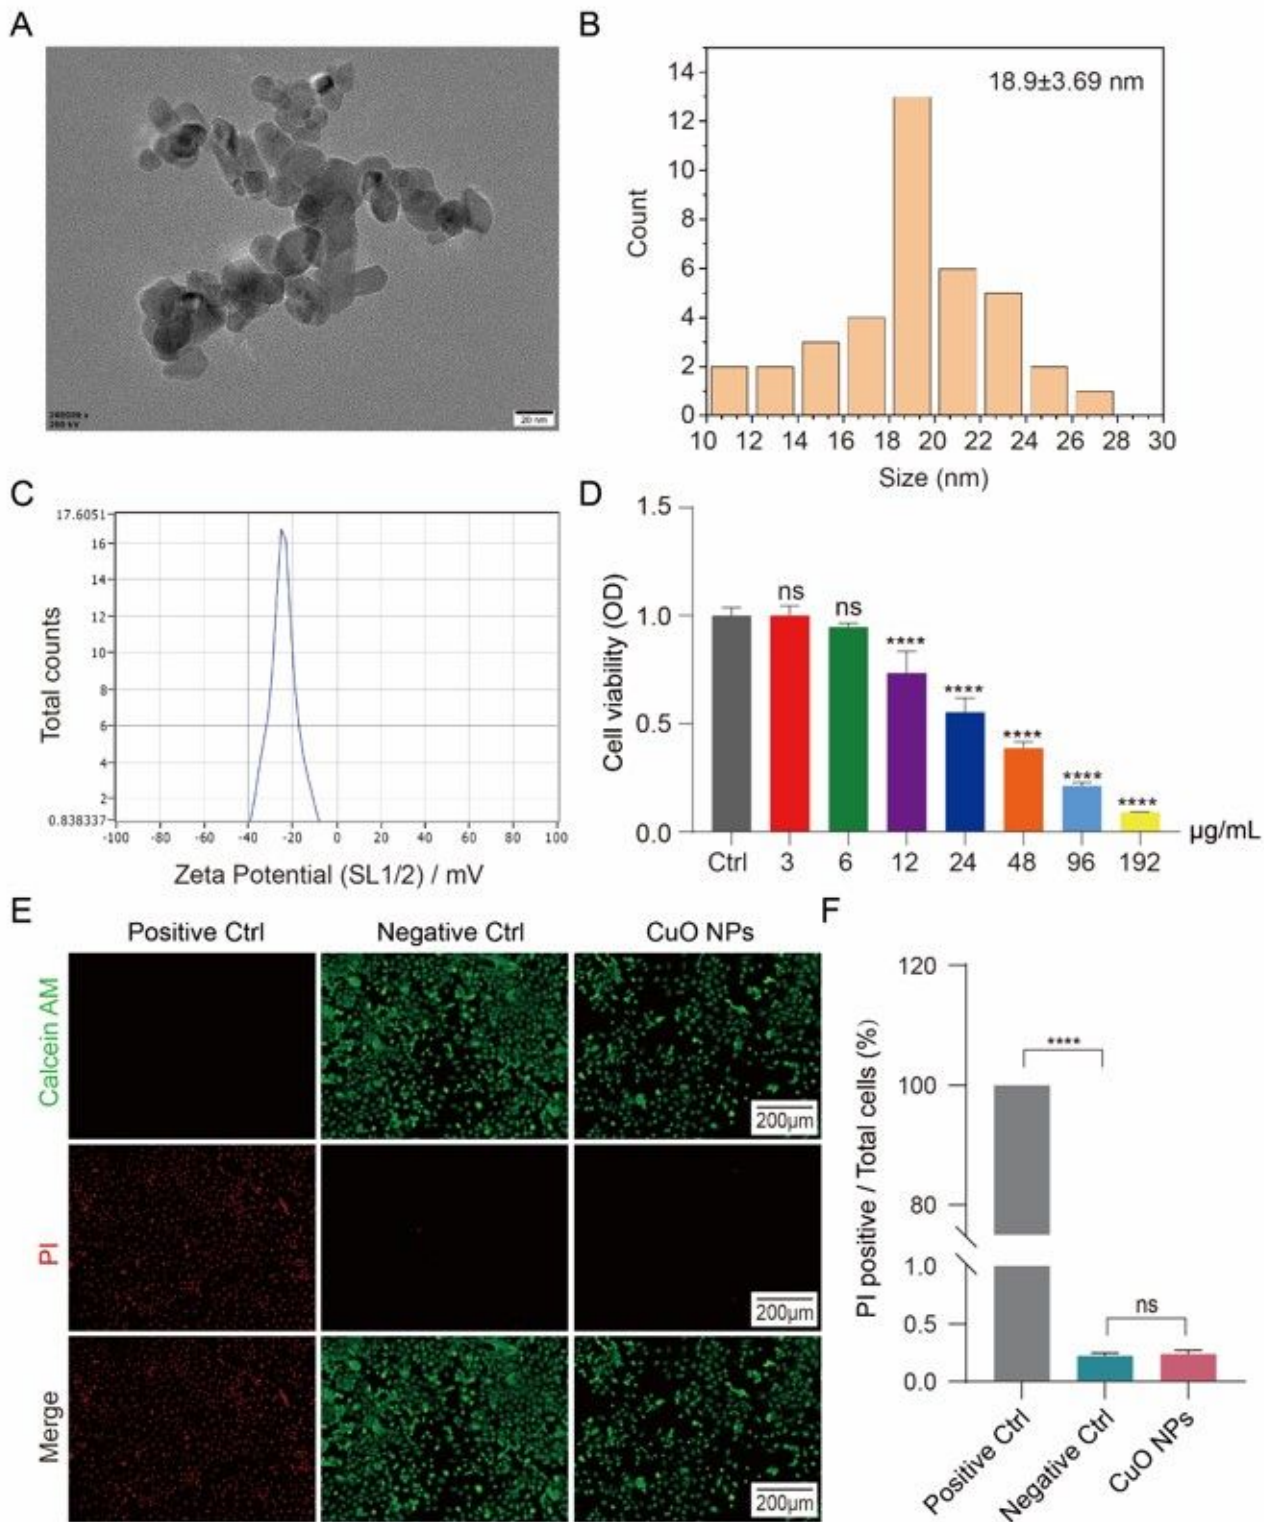 A
20 nm
B
18.9±3.69 nm
Count
14
12
10
8
6
4
2
0
10 12 14 16 18 20 22 24 26 28 30
Size (nm)
C
Total counts
17.6051
16
14
12
10
8
6
4
2
0.838337
-100 -80 -60 -40 -20 0 20 40 60 80 100
Zeta Potential (SL1/2) / mV
D
Cell viability (OD)
1.5
1.0
0.5
0.0
ns
ns
****
****
****
****
****
Ctrl 3 6 12 24 48 96 192
µg/mL
E
Positive Ctrl Negative Ctrl CuO NPs
Calcein AM
200µm
PI
200µm
Merge
200µm
F
PI positive / Total cells (%)
120
100
80
1.0
0.5
0.0
****
ns
Positive Ctrl
Negative Ctrl
CuO NPs